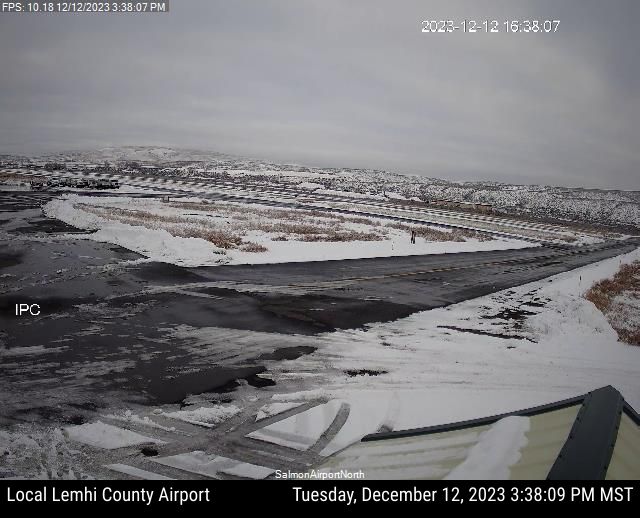 FPS: 10.18 12/12/2023 3:38:07 PM
2023-12-12 16:38:07
IPC
SalmonAirportNorth
Local Lemhi County Airport
Tuesday, December 12, 2023 3:38:09 PM MST